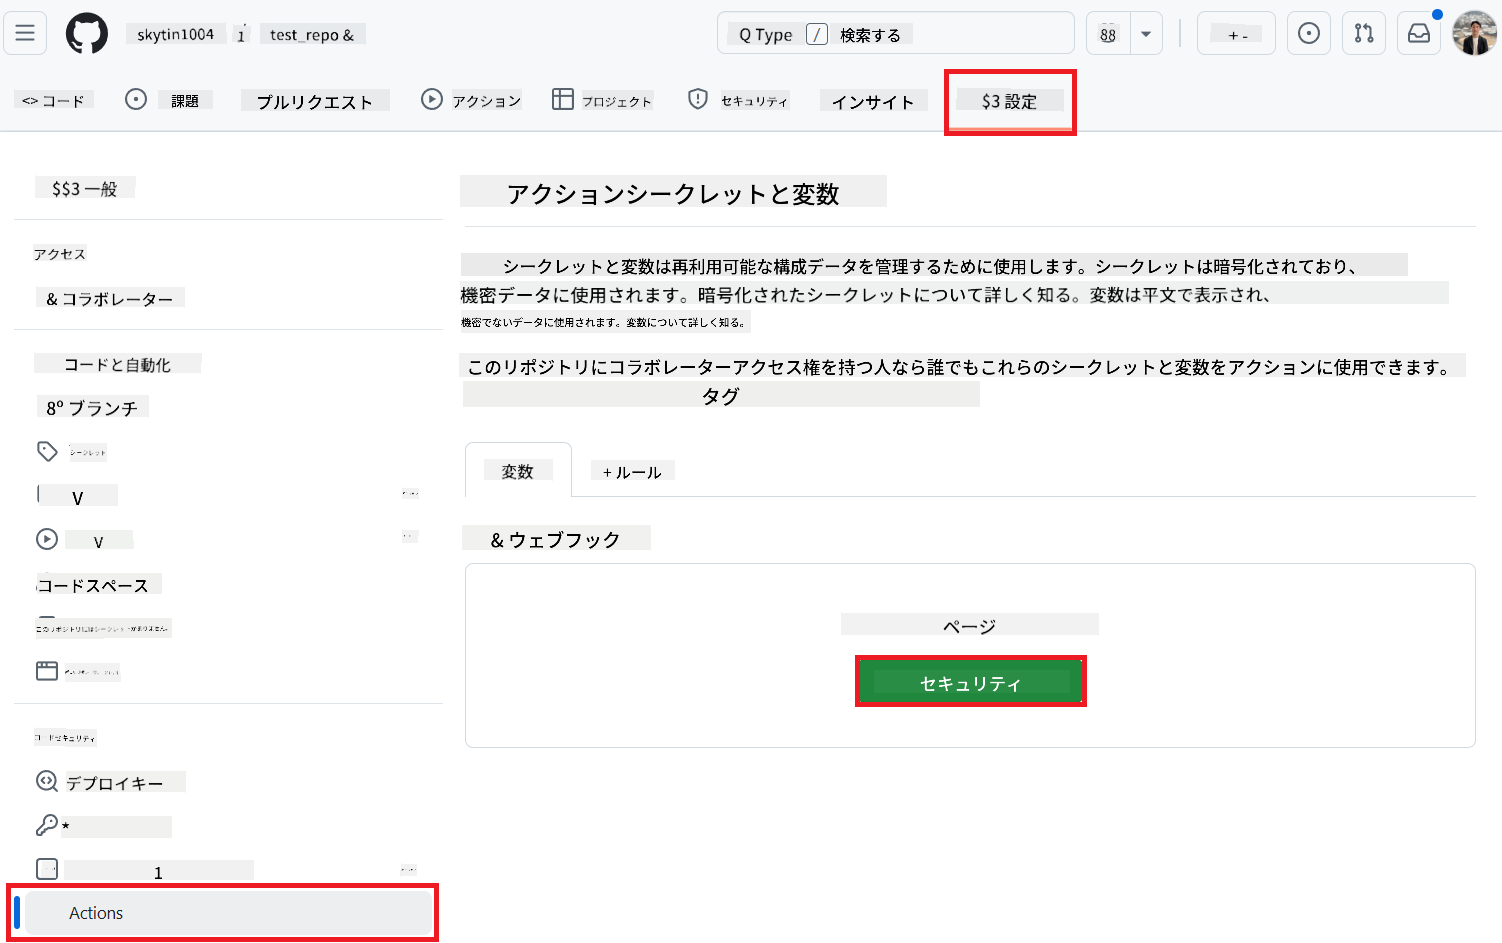 skytin1004 i test_repo &
Q Type / 検索する
88
+ -
<> コード
課題
プルリクエスト
アクション
プロジェクト
セキュリティ
インサイト
$3 設定
$$3 一般
アクセス
& コラボレーター
コードと自動化
8º ブランチ
シークレット
V
V
コードスペース
このリポジトリにはシークレットがありません。
コードセキュリティ
デプロイキー
*
1
Actions
アクションシークレットと変数
シークレットと変数は再利用可能な構成データを管理するために使用します。シークレットは暗号化されており、
機密データに使用されます。暗号化されたシークレットについて詳しく知る。変数は平文で表示され、
機密でないデータに使用されます。変数について詳しく知る。
このリポジトリにコラボレーターアクセス権を持つ人なら誰でもこれらのシークレットと変数をアクションに使用できます。
タグ
変数
+ ルール
& ウェブフック
ページ
セキュリティ